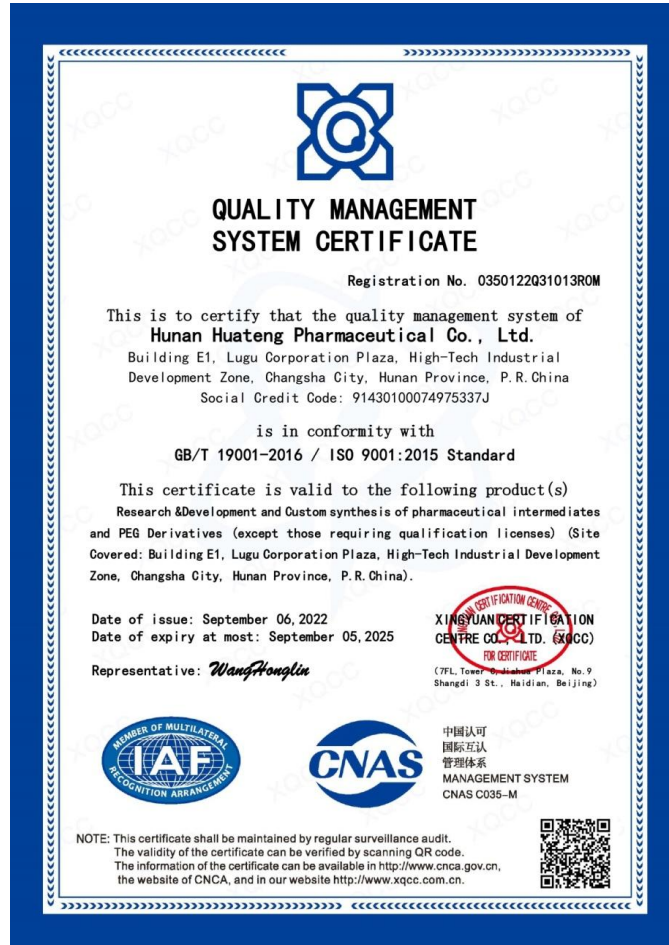 QUALITY MANAGEMENT
SYSTEM CERTIFICATE
Registration No. 0350122Q31013R0M
This is to certify that the quality management system of
Hunan Huateng Pharmaceutical Co., Ltd.
Building E1, Lugu Corporation Plaza, High-Tech Industrial
Development Zone, Changsha City, Hunan Province, P.R.China
Social Credit Code: 91430100074975337J
is in conformity with
GB/T 19001-2016 / ISO 9001:2015 Standard
This certificate is valid to the following product(s)
Research &Development and Custom synthesis of pharmaceutical intermediates
and PEG Derivatives (except those requiring qualification licenses) (Site
Covered: Building E1, Lugu Corporation Plaza, High-Tech Industrial Development
Zone, Changsha City, Hunan Province, P.R.China).
Date of issue: September 06,2022
Date of expiry at most: September 05,2025
Representative: WangHonglin
XINGYUAN CERTIFICATION
CENTRE CO., LTD. (XQCC)
FOR CERTIFICATE
(7FL, Tower C, Jiahua Plaza, No.9
Shangdi 3 St., Haidian, Beijing)
MEMBER OF MULTILATERAL
IAF
RECOGNITION ARRANGEMENT
CNAS
中国认可
国际互认
管理体系
MANAGEMENT SYSTEM
CNAS C035-M
NOTE: This certificate shall be maintained by regular surveillance audit.
The validity of the certificate can be verified by scanning QR code.
The information of the certificate can be available in http://www.cnca.gov.cn,
the website of CNCA, and in our website http://www.xqcc.com.cn.